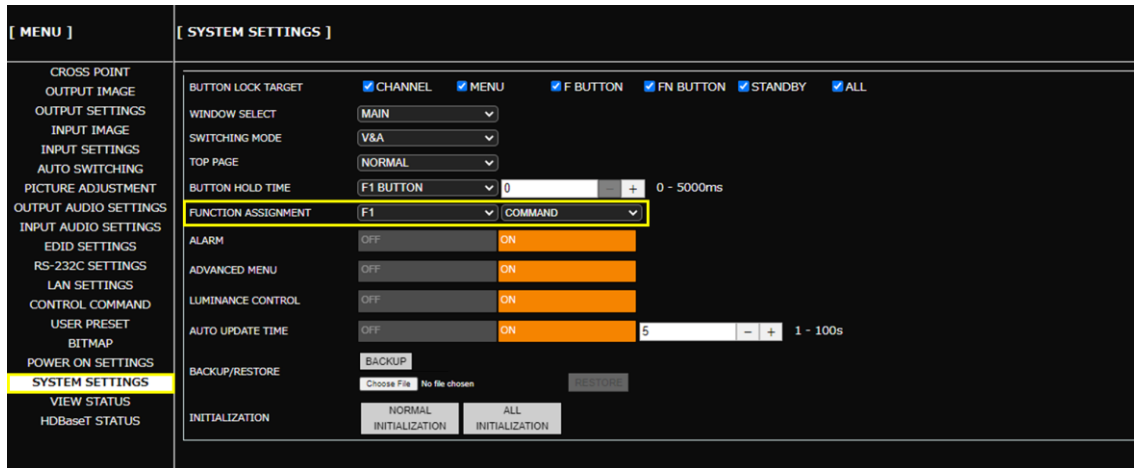 [ MENU ]
[ SYSTEM SETTINGS ]
CROSS POINT
OUTPUT IMAGE
OUTPUT SETTINGS
INPUT IMAGE
INPUT SETTINGS
AUTO SWITCHING
PICTURE ADJUSTMENT
OUTPUT AUDIO SETTINGS
INPUT AUDIO SETTINGS
EDID SETTINGS
RS-232C SETTINGS
LAN SETTINGS
CONTROL COMMAND
USER PRESET
BITMAP
POWER ON SETTINGS
SYSTEM SETTINGS
VIEW STATUS
HDBaseT STATUS
BUTTON LOCK TARGET CHANNEL MENU F BUTTON FN BUTTON STANDBY ALL
WINDOW SELECT MAIN
SWITCHING MODE V&A
TOP PAGE NORMAL
BUTTON HOLD TIME F1 BUTTON 0 − + 0 - 5000ms
FUNCTION ASSIGNMENT F1 COMMAND
ALARM OFF ON
ADVANCED MENU OFF ON
LUMINANCE CONTROL OFF ON
AUTO UPDATE TIME OFF ON 5 − + 1 - 100s
BACKUP/RESTORE BACKUP
Choose File No file chosen RESTORE
INITIALIZATION NORMAL INITIALIZATION ALL INITIALIZATION